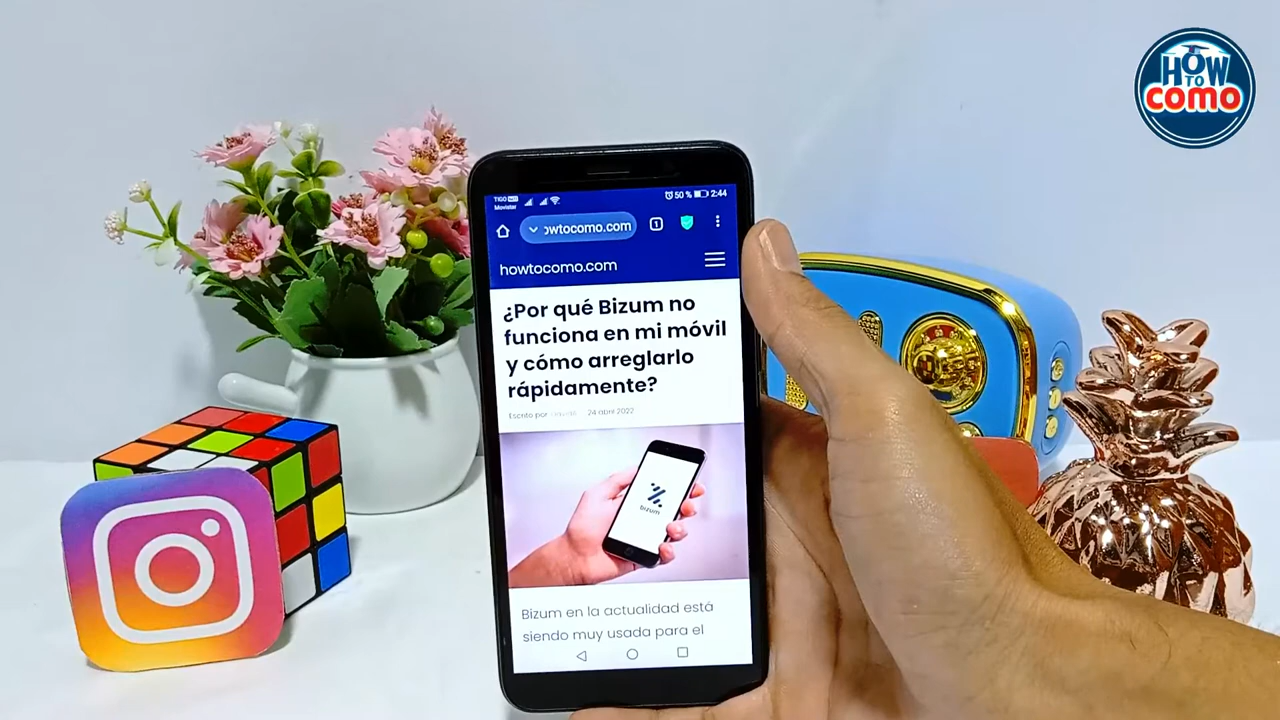 HOW
TO
como
TIGO
Movistar
50 %
2:44
1
owtocomo.com
howtocomo.com
¿Por qué Bizum no
funciona en mi móvil
y cómo arreglarlo
rápidamente?
Escrito por
24 abril 2022
bizum
Bizum en la actualidad está
siendo muy usada para el